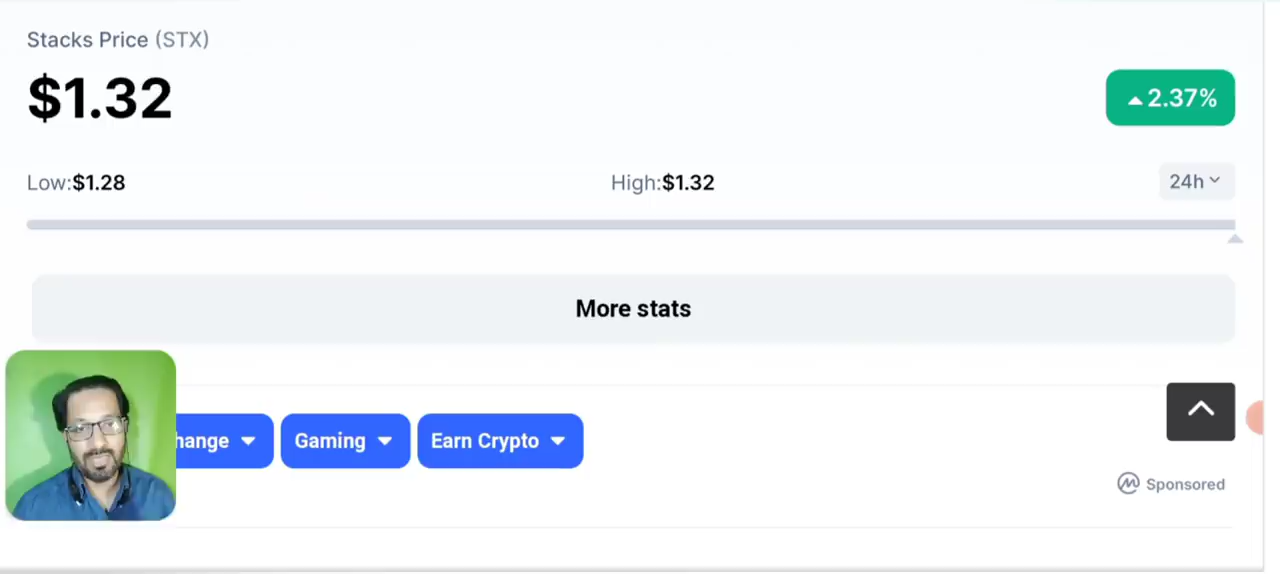 Stacks Price (STX)
$1.32
2.37%
Low:$1.28 High:$1.32 24h
More stats
hange Gaming Earn Crypto
Sponsored